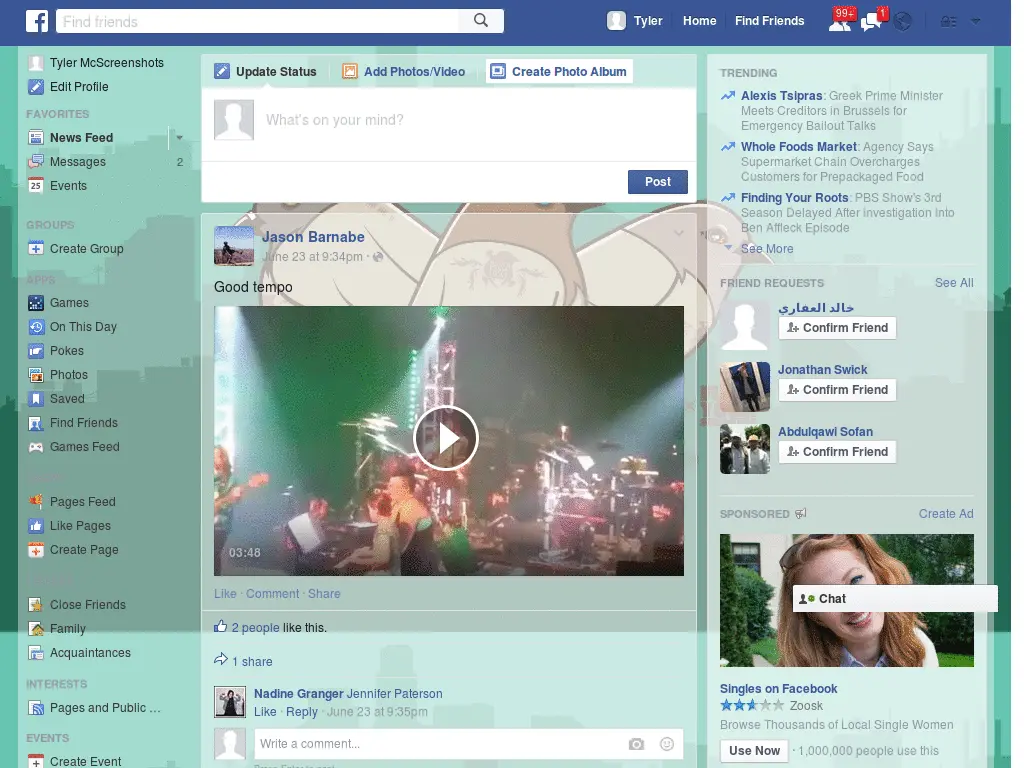 Find friends
Tyler
Home
Find Friends
99+
1
Tyler McScreenshots
Edit Profile
FAVORITES
News Feed
Messages
2
Events
GROUPS
Create Group
APPS
Games
On This Day
Pokes
Photos
Saved
Find Friends
Games Feed
Pages Feed
Like Pages
Create Page
Close Friends
Family
Acquaintances
INTERESTS
Pages and Public ...
EVENTS
Create Event
Update Status
Add Photos/Video
Create Photo Album
What's on your mind?
Post
Jason Barnabe
June 23 at 9:34pm ·
Good tempo
03:48
Like · Comment · Share
2 people like this.
1 share
Nadine Granger Jennifer Paterson
Like · Reply · June 23 at 9:35pm
Write a comment...
TRENDING
Alexis Tsipras: Greek Prime Minister
Meets Creditors in Brussels for
Emergency Bailout Talks
Whole Foods Market: Agency Says
Supermarket Chain Overcharges
Customers for Prepackaged Food
Finding Your Roots: PBS Show's 3rd
Season Delayed After Investigation Into
Ben Affleck Episode
See More
FRIEND REQUESTS
See All
خالد العفاري
Confirm Friend
Jonathan Swick
Confirm Friend
Abdulqawi Sofan
Confirm Friend
SPONSORED
Create Ad
Chat
Singles on Facebook
Zoosk
Browse Thousands of Local Single Women
Use Now · 1,000,000 people use this